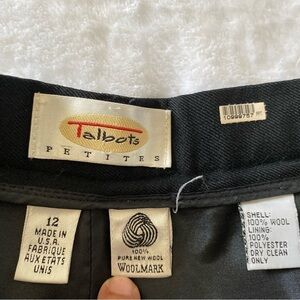 Talbots
PETITES
10999757
12
MADE IN
U.S.A.
FABRIQUE
AUX ETATS
UNIS
100%
PURE NEW WOOL
WOOLMARK
SHELL:
100% WOOL
LINING:
100%
POLYESTER
DRY CLEAN
ONLY